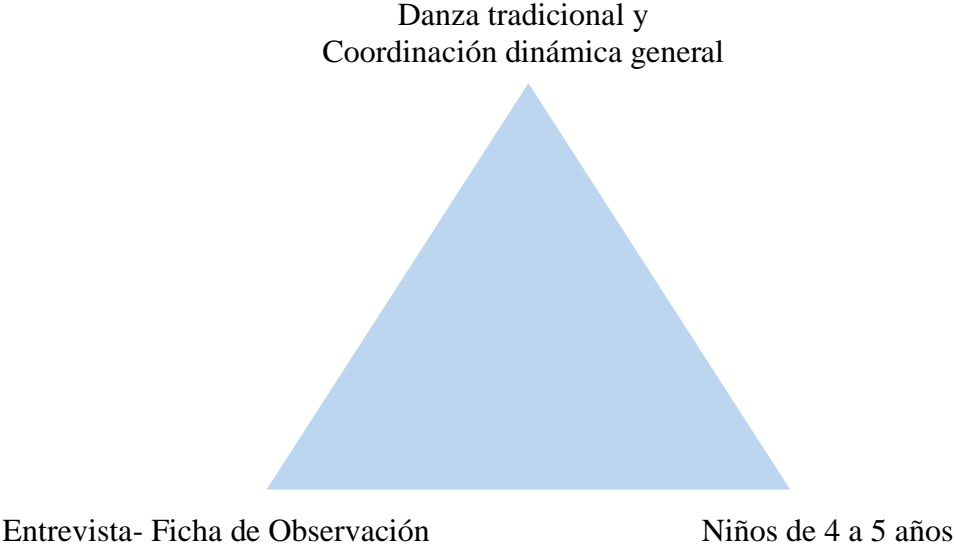 Danza tradicional y
Coordinación dinámica general
Entrevista- Ficha de Observación
Niños de 4 a 5 años